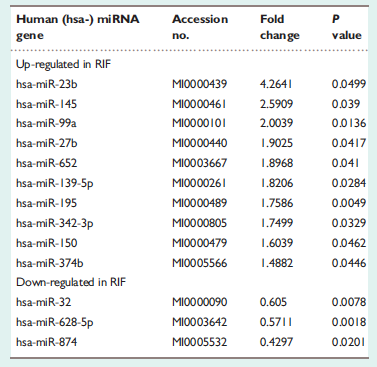 Human (hsa-) miRNA gene Accession no. Fold change P value
Up-regulated in RIF
hsa-miR-23b MI0000439 4.2641 0.0499
hsa-miR-145 MI0000461 2.5909 0.039
hsa-miR-99a MI0000101 2.0039 0.0136
hsa-miR-27b MI0000440 1.9025 0.0417
hsa-miR-652 MI0003667 1.8968 0.041
hsa-miR-139-5p MI0000261 1.8206 0.0284
hsa-miR-195 MI0000489 1.7586 0.0049
hsa-miR-342-3p MI0000805 1.7499 0.0329
hsa-miR-150 MI0000479 1.6039 0.0462
hsa-miR-374b MI0005566 1.4882 0.0446
Down-regulated in RIF
hsa-miR-32 MI0000090 0.605 0.0078
hsa-miR-628-5p MI0003642 0.5711 0.0018
hsa-miR-874 MI0005532 0.4297 0.0201